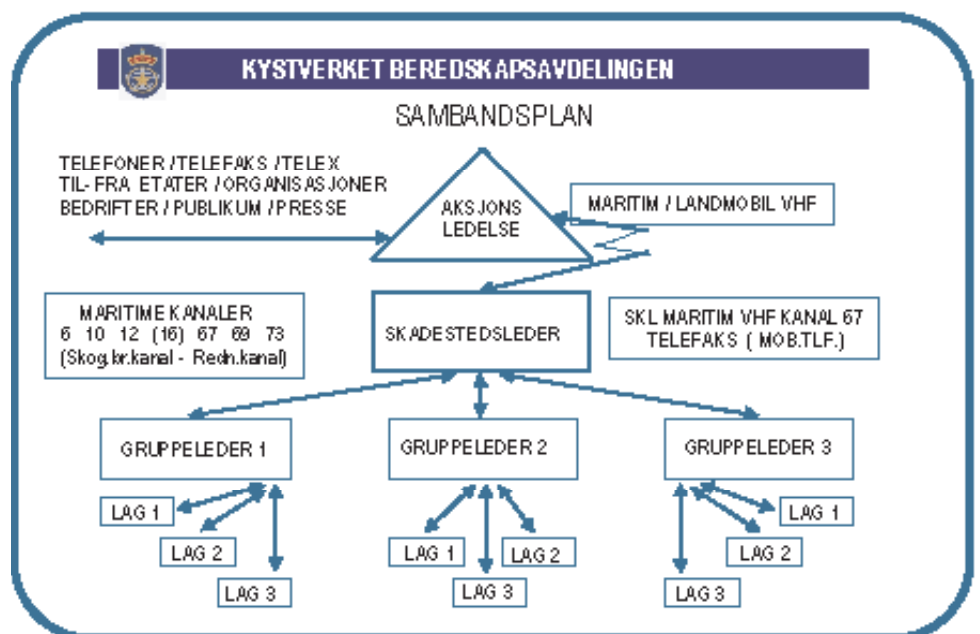 KYSTVERKET BEREDSKAPSAVDELINGEN
SAMBANDSPLAN
TELEFONER / TELEFAKS / TELEX
TIL- FRA ETATER / ORGANISASJONER
BEDRIFTER / PUBLIKUM / PRESSE
AKSJONS
LEDELSE
MARITIM / LANDMOBIL VHF
MARITIME KANALER
6 10 12 (16) 67 69 73
(Skog.kr.kanal - Redn.kanal)
SKADESTEDSLEDER
SKL MARITIM VHF KANAL 67
TELEFAKS ( MOB.TLF.)
GRUPPELEDER 1
GRUPPELEDER 2
GRUPPELEDER 3
LAG 1
LAG 2
LAG 3
LAG 1
LAG 2
LAG 3
LAG 1
LAG 2
LAG 3